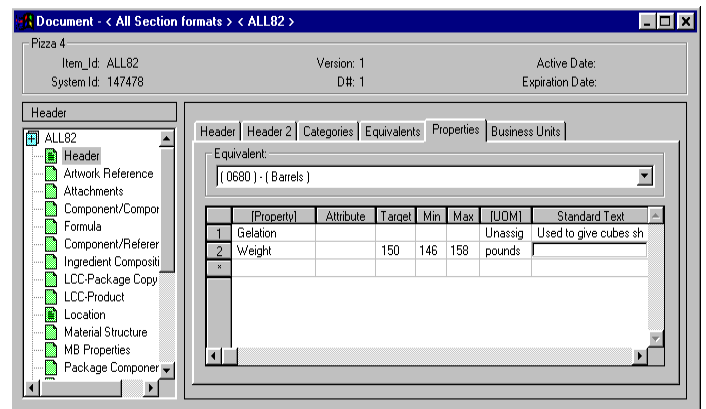 Document - < All Section formats > < ALL82 >
Pizza 4
Item_Id: ALL82 Version: 1 Active Date:
System Id: 147478 D#: 1 Expiration Date:
Header
ALL82
Header
Artwork Reference
Attachments
Component/Compor
Formula
Component/Referer
Ingredient Compositi
LCC-Package Copy
LCC-Product
Location
Material Structure
MB Properties
Package Componer
Header Header 2 Categories Equivalents Properties Business Units
Equivalent:
( 0680 ) - ( Barrels )
[Property] Attribute Target Min Max [UOM] Standard Text
1 Gelation Unassig Used to give cubes sh
2 Weight 150 146 158 pounds
*